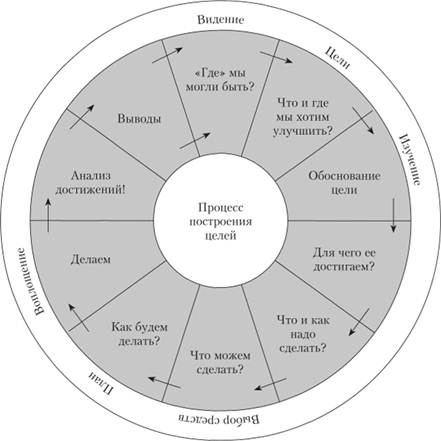 Видение
Цели
Изучение
Выбор средств
План
Воплощение
«Где» мы
могли быть?
Что и где
мы хотим
улучшить?
Обоснование
цели
Для чего ее
достигаем?
Что и как
надо
сделать?
Что можем
сделать?
Как будем
делать?
Делаем
Анализ
достижений!
Выводы
Процесс
построения
целей